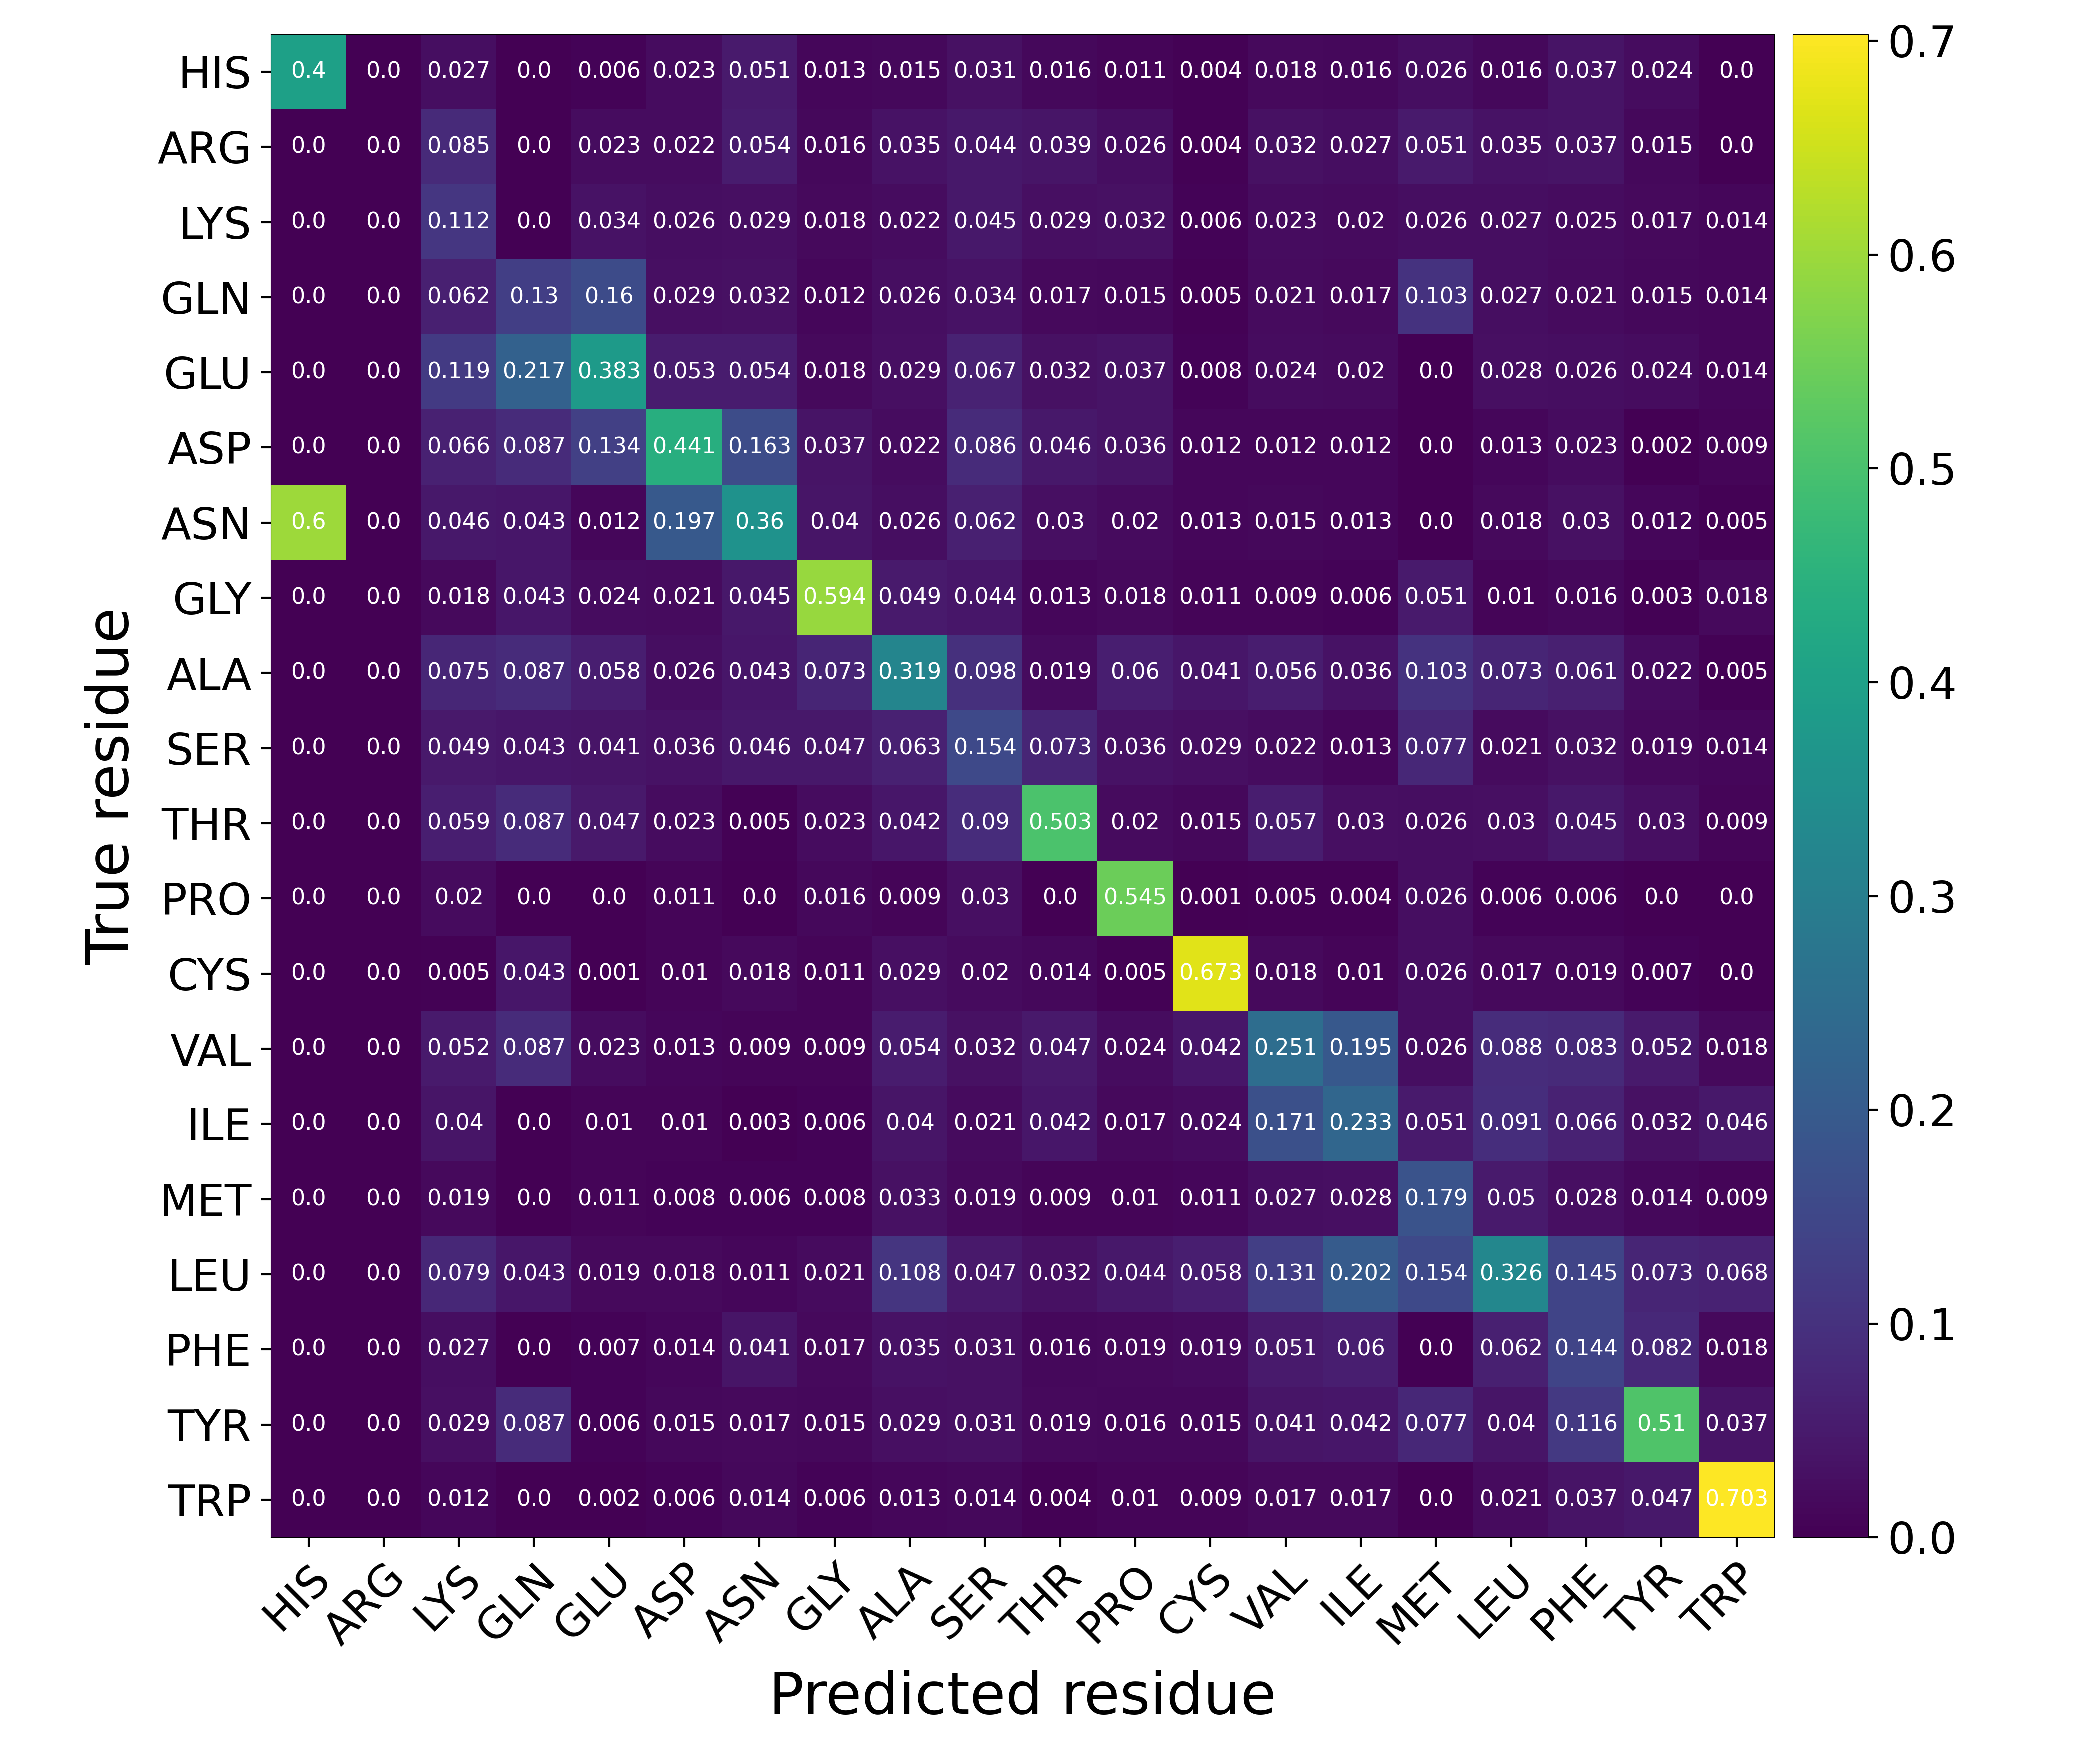 HIS 0.4 0.0 0.027 0.0 0.006 0.023 0.051 0.013 0.015 0.031 0.016 0.011 0.004 0.018 0.016 0.026 0.016 0.037 0.024 0.0 0.7
ARG 0.0 0.0 0.085 0.0 0.023 0.022 0.054 0.016 0.035 0.044 0.039 0.026 0.004 0.032 0.027 0.051 0.035 0.037 0.015 0.0
LYS 0.0 0.0 0.112 0.0 0.034 0.026 0.029 0.018 0.022 0.045 0.029 0.032 0.006 0.023 0.02 0.026 0.027 0.025 0.017 0.014 0.6
GLN 0.0 0.0 0.062 0.13 0.16 0.029 0.032 0.012 0.026 0.034 0.017 0.015 0.005 0.021 0.017 0.103 0.027 0.021 0.015 0.014
GLU 0.0 0.0 0.119 0.217 0.383 0.053 0.054 0.018 0.029 0.067 0.032 0.037 0.008 0.024 0.02 0.0 0.028 0.026 0.024 0.014
ASP 0.0 0.0 0.066 0.087 0.134 0.441 0.163 0.037 0.022 0.086 0.046 0.036 0.012 0.012 0.012 0.0 0.013 0.023 0.002 0.009 0.5
ASN 0.6 0.0 0.046 0.043 0.012 0.197 0.36 0.04 0.026 0.062 0.03 0.02 0.013 0.015 0.013 0.0 0.018 0.03 0.012 0.005
GLY 0.0 0.0 0.018 0.043 0.024 0.021 0.045 0.594 0.049 0.044 0.013 0.018 0.011 0.009 0.006 0.051 0.01 0.016 0.003 0.018
ALA 0.0 0.0 0.075 0.087 0.058 0.026 0.043 0.073 0.319 0.098 0.019 0.06 0.041 0.056 0.036 0.103 0.073 0.061 0.022 0.005 0.4
SER 0.0 0.0 0.049 0.043 0.041 0.036 0.046 0.047 0.063 0.154 0.073 0.036 0.029 0.022 0.013 0.077 0.021 0.032 0.019 0.014
True residue
THR 0.0 0.0 0.059 0.087 0.047 0.023 0.005 0.023 0.042 0.09 0.503 0.02 0.015 0.057 0.03 0.026 0.03 0.045 0.03 0.009
PRO 0.0 0.0 0.02 0.0 0.0 0.011 0.0 0.016 0.009 0.03 0.0 0.545 0.001 0.005 0.004 0.026 0.006 0.006 0.0 0.0 0.3
CYS 0.0 0.0 0.005 0.043 0.001 0.01 0.018 0.011 0.029 0.02 0.014 0.005 0.673 0.018 0.01 0.026 0.017 0.019 0.007 0.0
VAL 0.0 0.0 0.052 0.087 0.023 0.013 0.009 0.009 0.054 0.032 0.047 0.024 0.042 0.251 0.195 0.026 0.088 0.083 0.052 0.018
ILE 0.0 0.0 0.04 0.0 0.01 0.01 0.003 0.006 0.04 0.021 0.042 0.017 0.024 0.171 0.233 0.051 0.091 0.066 0.032 0.046 0.2
MET 0.0 0.0 0.019 0.0 0.011 0.008 0.006 0.008 0.033 0.019 0.009 0.01 0.011 0.027 0.028 0.179 0.05 0.028 0.014 0.009
LEU 0.0 0.0 0.079 0.043 0.019 0.018 0.011 0.021 0.108 0.047 0.032 0.044 0.058 0.131 0.202 0.154 0.326 0.145 0.073 0.068
PHE 0.0 0.0 0.027 0.0 0.007 0.014 0.041 0.017 0.035 0.031 0.016 0.019 0.019 0.051 0.06 0.0 0.062 0.144 0.082 0.018 0.1
TYR 0.0 0.0 0.029 0.087 0.006 0.015 0.017 0.015 0.029 0.031 0.019 0.016 0.015 0.041 0.042 0.077 0.04 0.116 0.51 0.037
TRP 0.0 0.0 0.012 0.0 0.002 0.006 0.014 0.006 0.013 0.014 0.004 0.01 0.009 0.017 0.017 0.0 0.021 0.037 0.047 0.703 0.0
HIS ARG LYS GLN GLU ASP ASN GLY ALA SER THR PRO CYS VAL ILE MET LEU PHE TYR TRP
Predicted residue